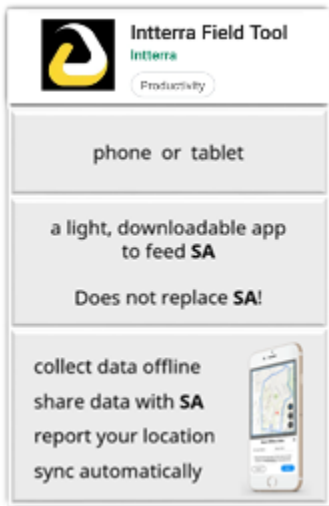 Intterra Field Tool
Intterra
Productivity
phone or tablet
a light, downloadable app
to feed SA
Does not replace SA!
collect data offline
share data with SA
report your location
sync automatically